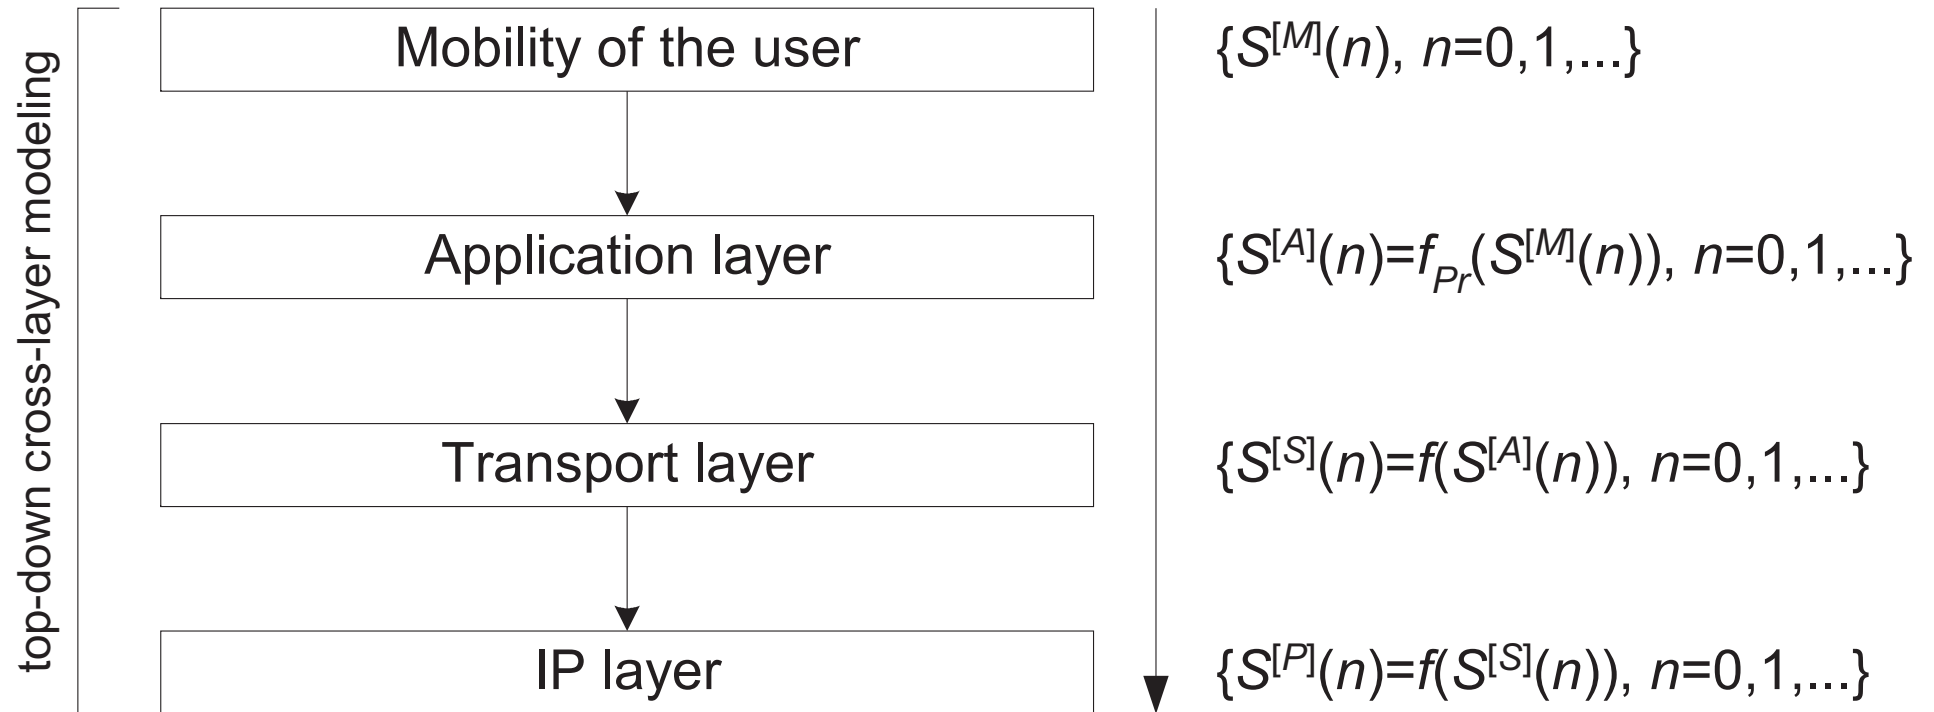 top-down cross-layer modeling
Mobility of the user
{S^[M](n), n=0,1,...}
Application layer
{S^[A](n)=f_Pr(S^[M](n)), n=0,1,...}
Transport layer
{S^[S](n)=f(S^[A](n)), n=0,1,...}
IP layer
{S^[P](n)=f(S^[S](n)), n=0,1,...}